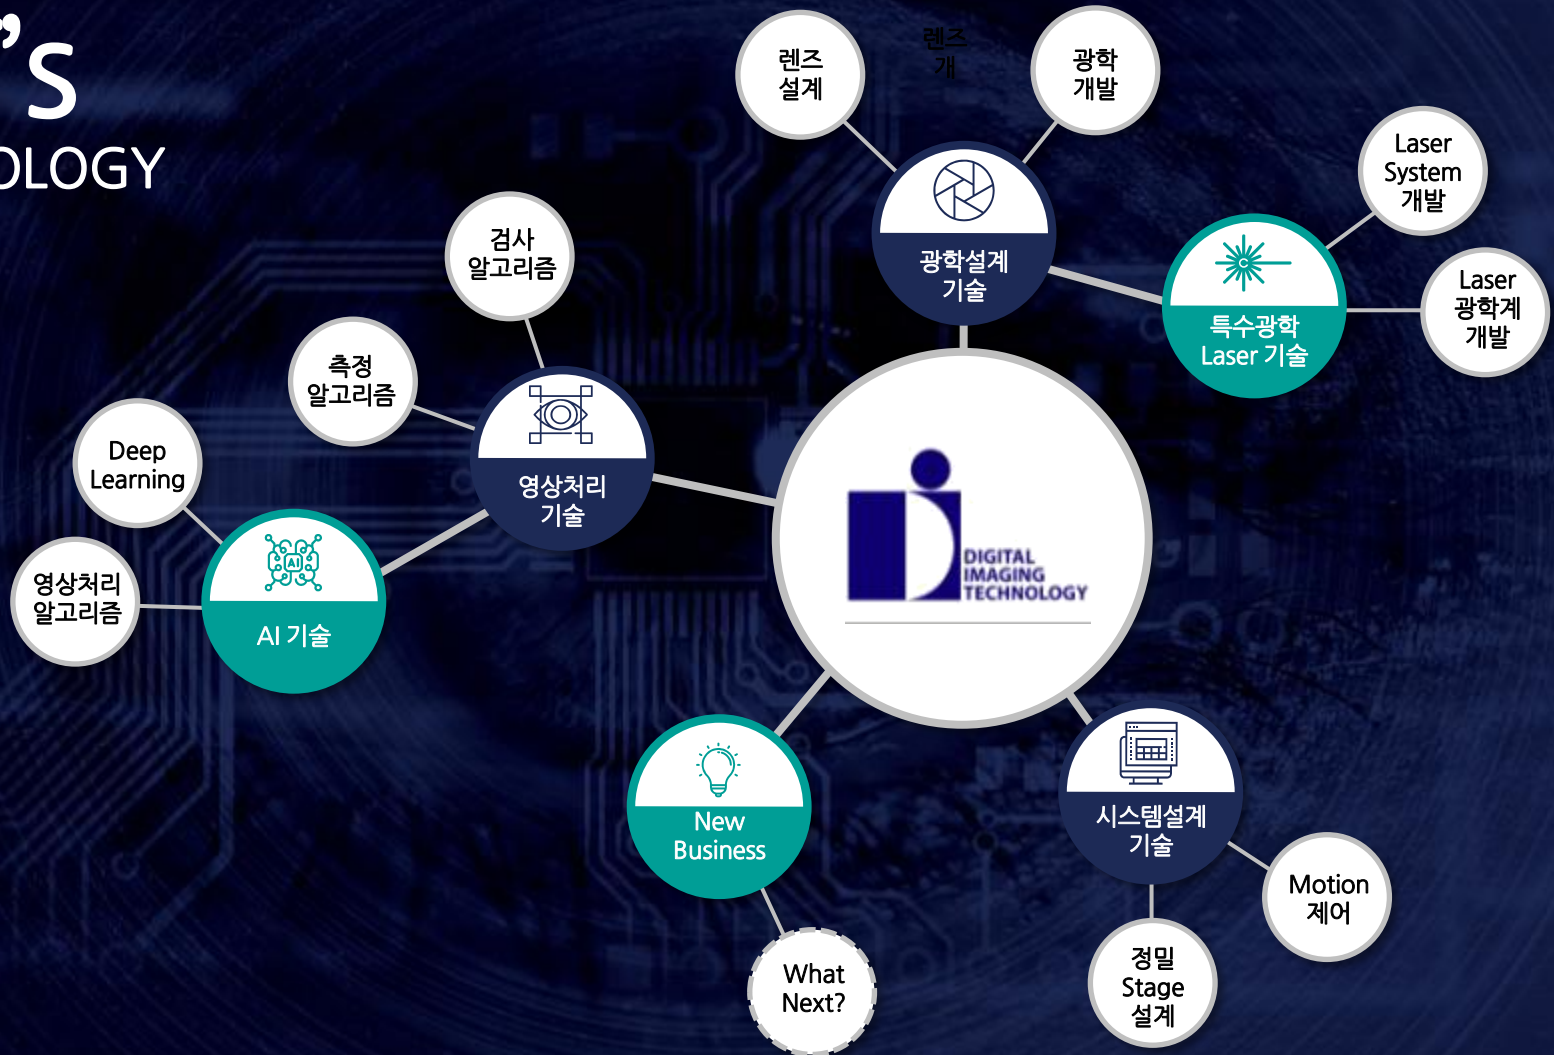 's
OLOGY
렌즈
설계
렌즈
개
광학
개발
Laser
System
개발
Laser
광학계
개발
광학설계
기술
특수광학
Laser 기술
검사
알고리즘
측정
알고리즘
Deep
Learning
영상처리
알고리즘
영상처리
기술
AI 기술
DIGITAL
IMAGING
TECHNOLOGY
New
Business
What
Next?
시스템설계
기술
Motion
제어
정밀
Stage
설계
AI